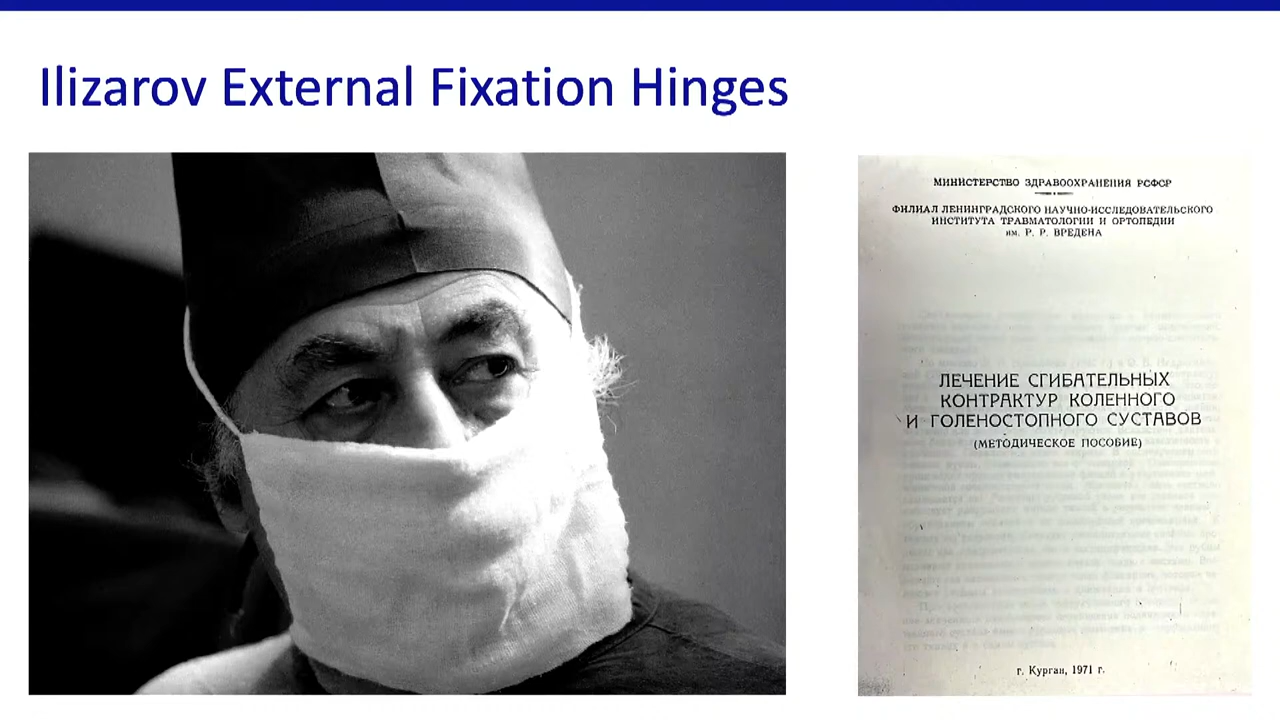 Ilizarov External Fixation Hinges
МИНИСТЕРСТВО ЗДРАВООХРАНЕНИЯ РСФСР
ФИЛИАЛ ЛЕНИНГРАДСКОГО НАУЧНО-ИССЛЕДОВАТЕЛЬСКОГО
ИНСТИТУТА ТРАВМАТОЛОГИИ И ОРТОПЕДИИ
им. Р. Р. ВРЕДЕНА
ЛЕЧЕНИЕ СГИБАТЕЛЬНЫХ
КОНТРАКТУР КОЛЕННОГО
И ГОЛЕНОСТОПНОГО СУСТАВОВ
(МЕТОДИЧЕСКОЕ ПОСОБИЕ)
г. Курган, 1971 г.